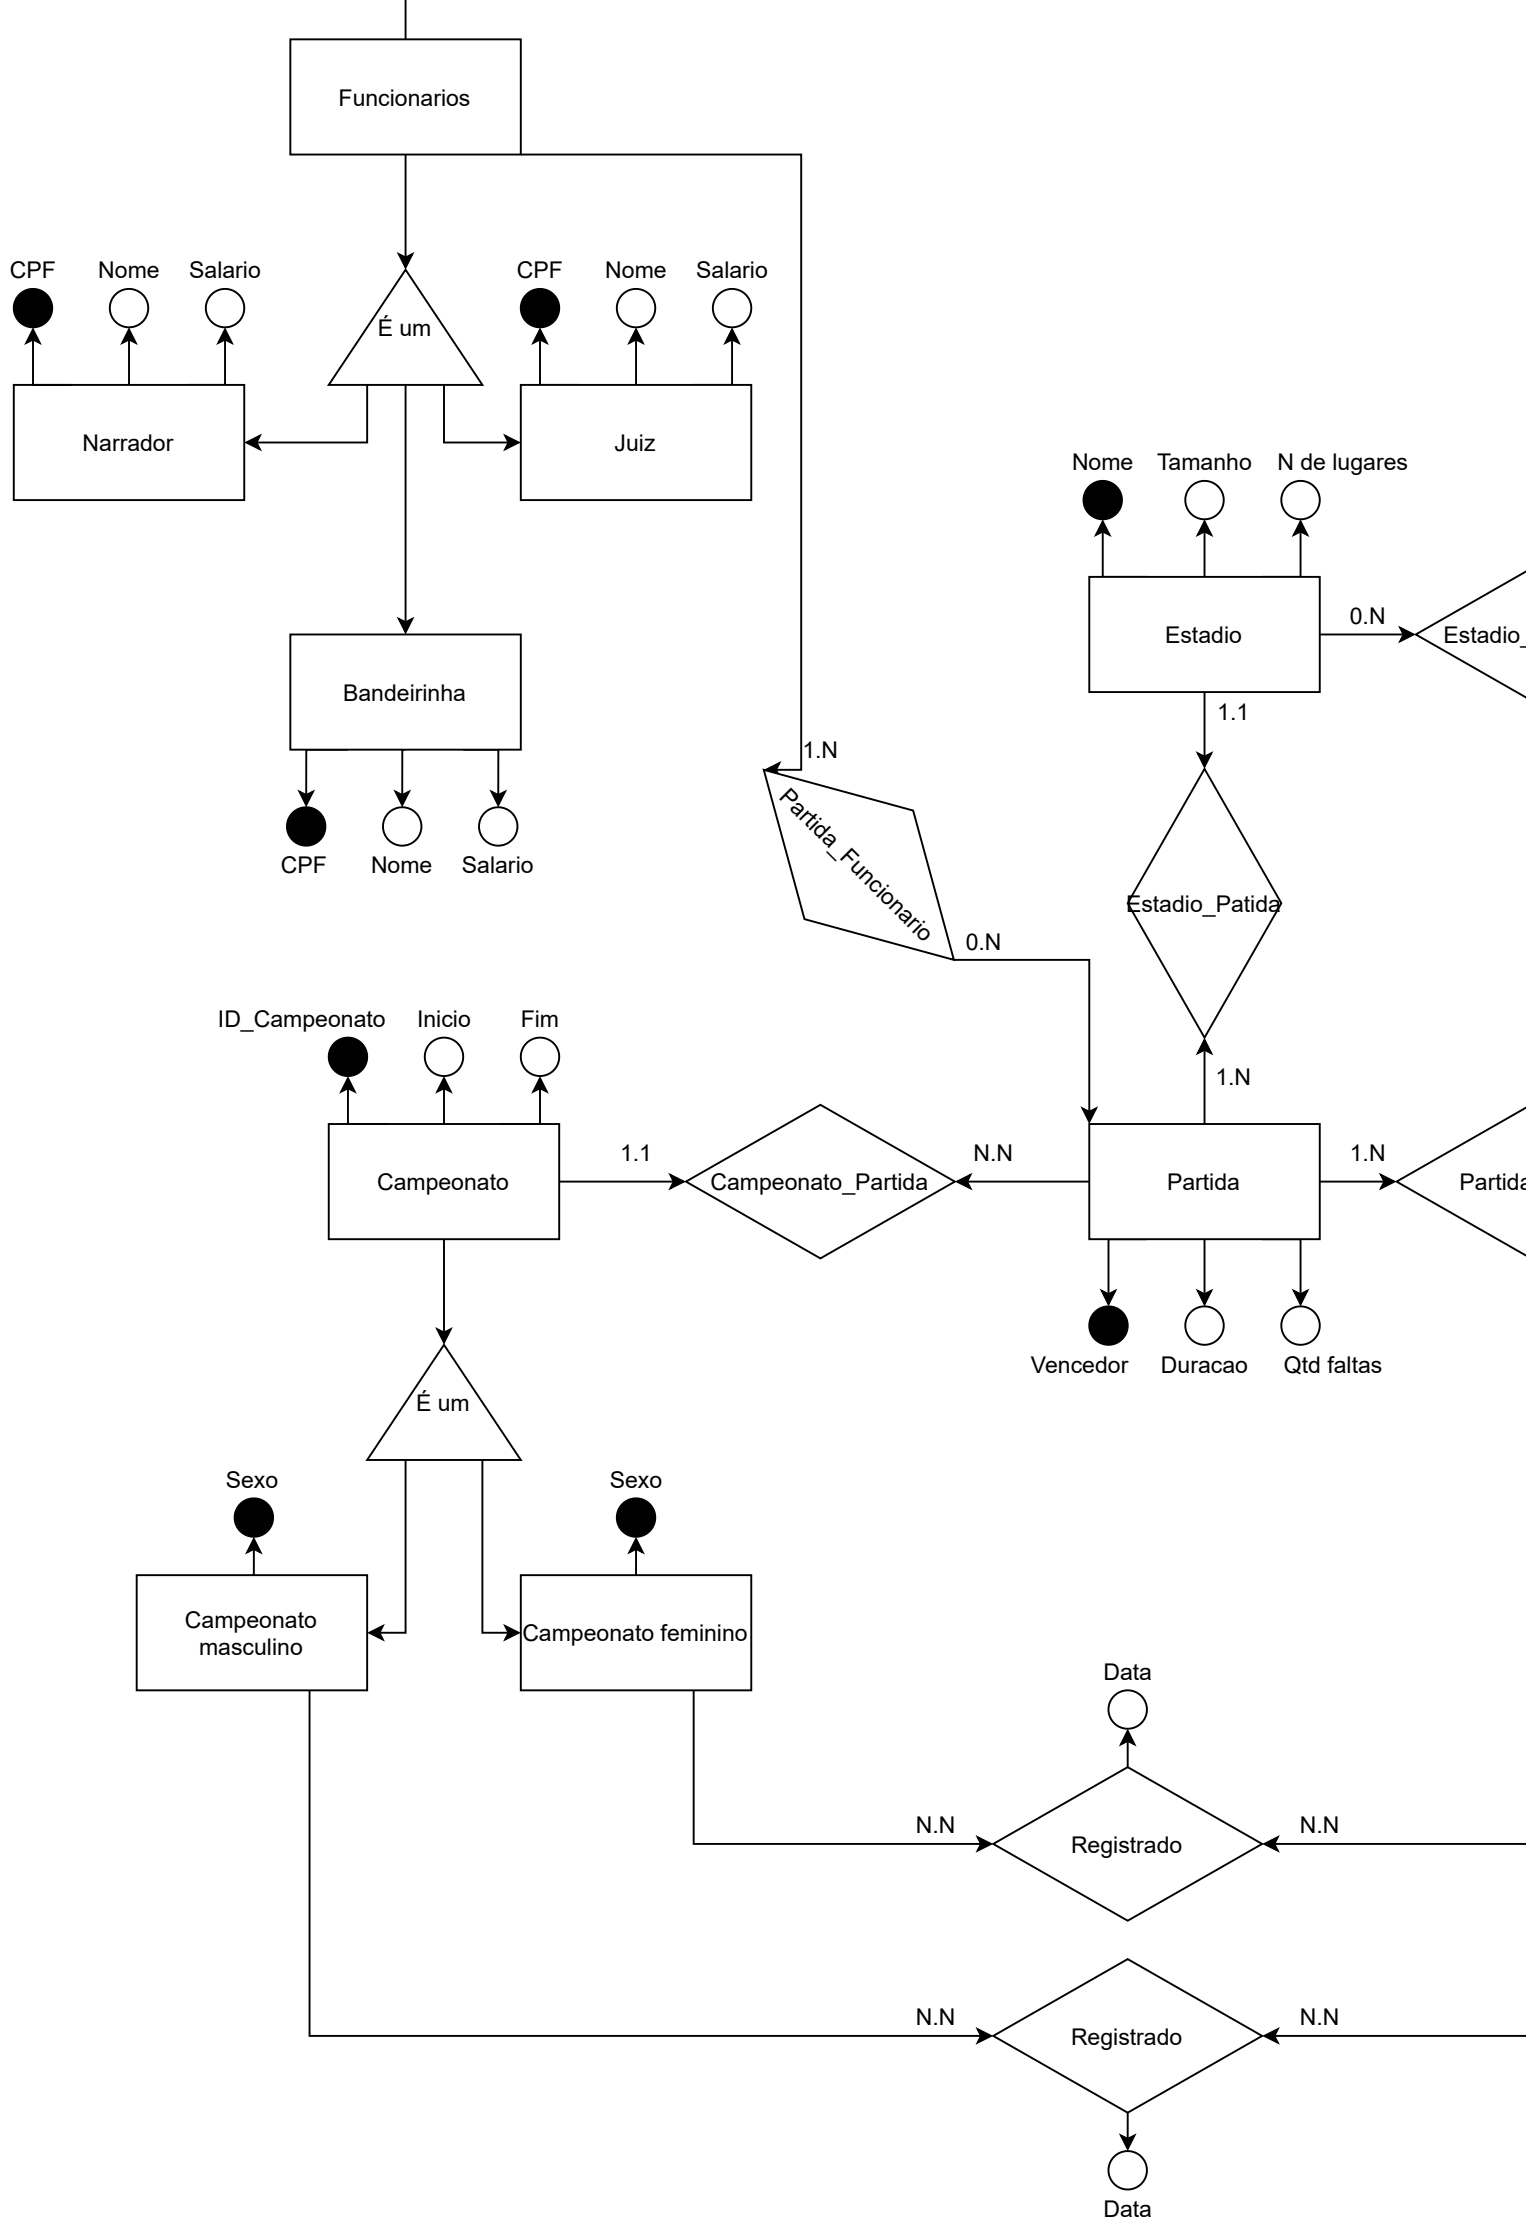 Funcionarios
CPF
Nome
Salario
CPF
Nome
Salario
É um
Narrador
Juiz
Nome
Tamanho
N de lugares
Estadio
0.N
Estadio_
Bandeirinha
1.1
1.N
Partida_Funcionario
CPF
Nome
Salario
Estadio_Patida
0.N
ID_Campeonato
Inicio
Fim
1.N
Campeonato
1.1
Campeonato_Partida
N.N
Partida
1.N
Partida
Vencedor
Duracao
Qtd faltas
É um
Sexo
Sexo
Campeonato
masculino
Campeonato feminino
Data
N.N
Registrado
N.N
N.N
Registrado
N.N
Data